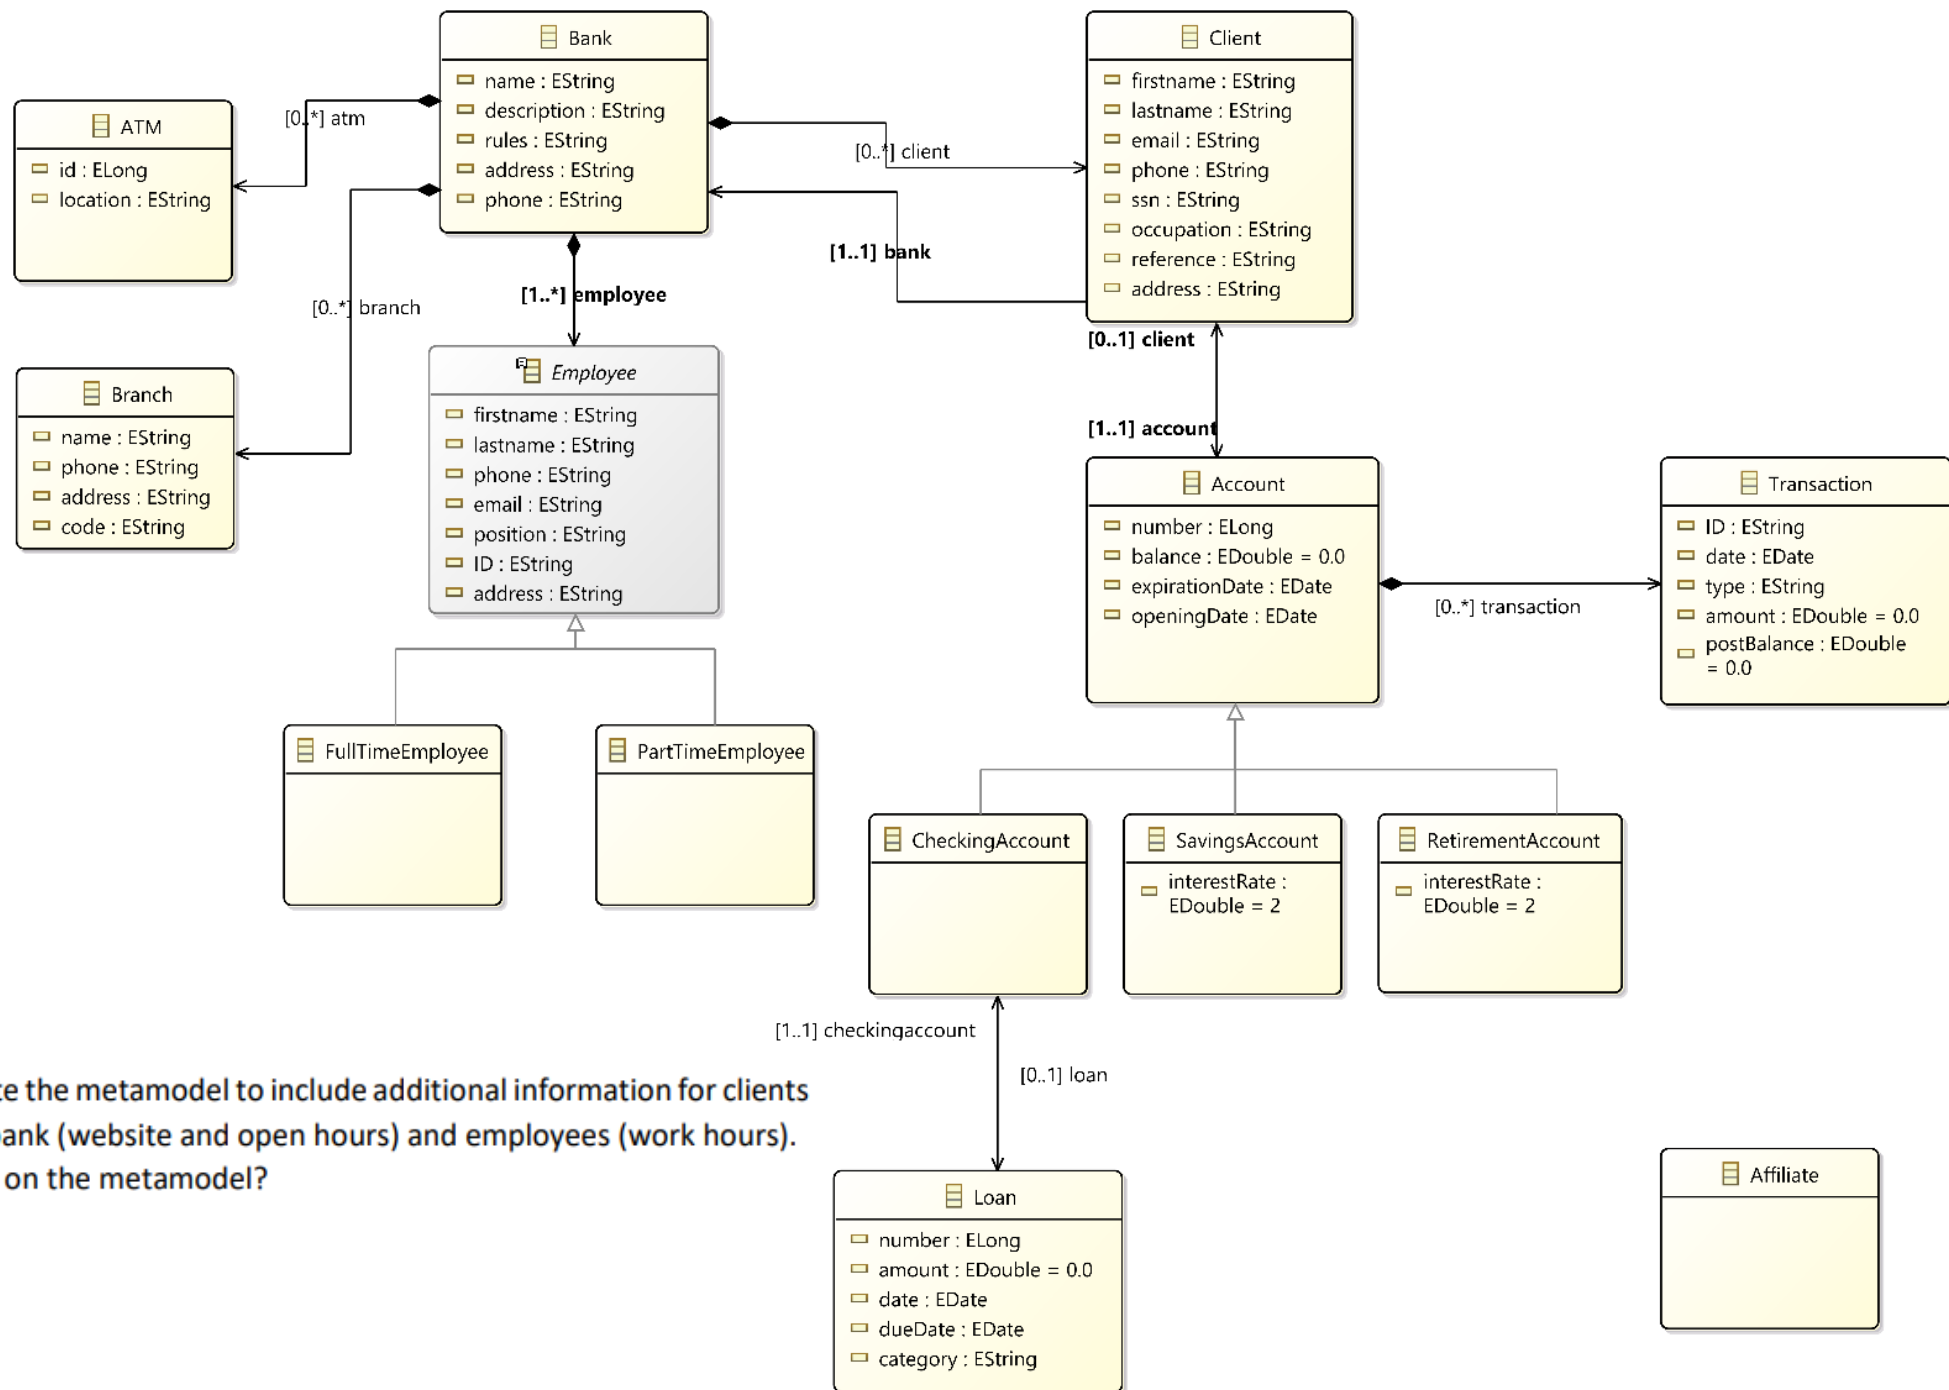 Bank
name : EString
description : EString
rules : EString
address : EString
phone : EString
Client
firstname : EString
lastname : EString
email : EString
phone : EString
ssn : EString
occupation : EString
reference : EString
address : EString
ATM
id : ELong
location : EString
[0..*] atm
[0..*] client
[1..1] bank
[0..*] branch
[1..*] employee
[0..1] client
[1..1] account
Branch
name : EString
phone : EString
address : EString
code : EString
Employee
firstname : EString
lastname : EString
phone : EString
email : EString
position : EString
ID : EString
address : EString
Account
number : ELong
balance : EDouble = 0.0
expirationDate : EDate
openingDate : EDate
[0..*] transaction
Transaction
ID : EString
date : EDate
type : EString
amount : EDouble = 0.0
postBalance : EDouble
= 0.0
FullTimeEmployee
PartTimeEmployee
CheckingAccount
SavingsAccount
interestRate :
EDouble = 2
RetirementAccount
interestRate :
EDouble = 2
[1..1] checkingaccount
[0..1] loan
the metamodel to include additional information for clients
(website and open hours) and employees (work hours).
on the metamodel?
Loan
number : ELong
amount : EDouble = 0.0
date : EDate
dueDate : EDate
category : EString
Affiliate